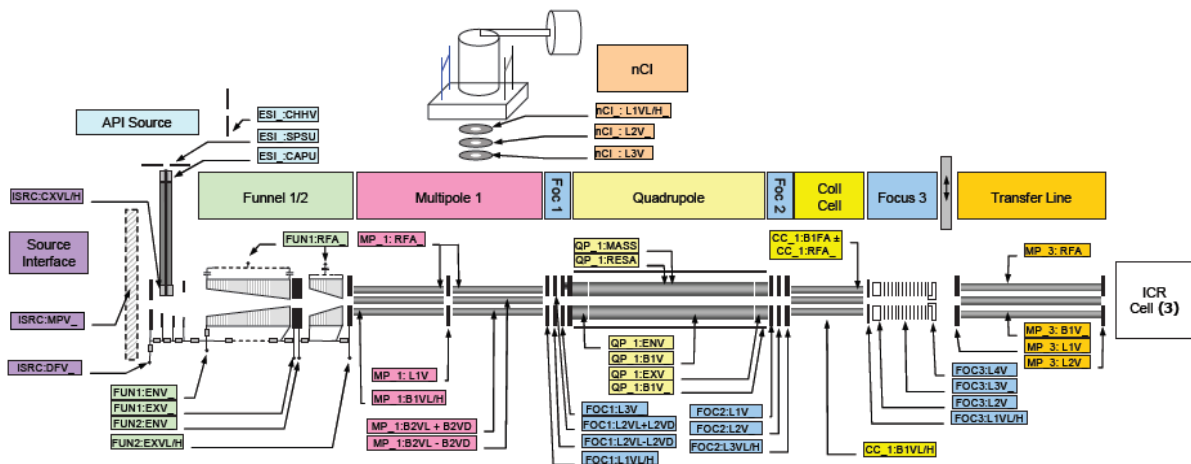 nCI
API Source
ESI_:CHHV
ESI_:SPSU
ESI_:CAPU
nCI_: L1VL/H_
nCI_: L2V_
nCI_: L3V
ISRC:CXVL/H
Funnel 1/2
Multipole 1
Foc 1
Quadrupole
Foc 2
Coll
Cell
Focus 3
Transfer Line
Source
Interface
FUN1:RFA_
MP_1: RFA_
QP_1:MASS
QP_1:RESA
CC_1:B1FA ±
CC_1:RFA_
MP_3: RFA
ICR
Cell (3)
ISRC:MPV_
ISRC:DFV_
QP_1:ENV
QP_1:B1V
QP_1:EXV
QP_1:B1V_
MP_3: B1V_
MP_3: L1V
MP_3: L2V
FUN1:ENV_
FUN1:EXV_
FUN2:ENV
FUN2:EXVL/H
MP_1: L1V
MP_1:B1VL/H
MP_1:B2VL + B2VD
MP_1:B2VL - B2VD
FOC1:L3V
FOC1:L2VL+L2VD
FOC1:L2VL-L2VD
FOC1:L1VL/H
FOC2:L1V
FOC2:L2V_
FOC2:L3VL/H
CC_1:B1VL/H
FOC3:L4V
FOC3:L3V_
FOC3:L2V
FOC3:L1VL/H